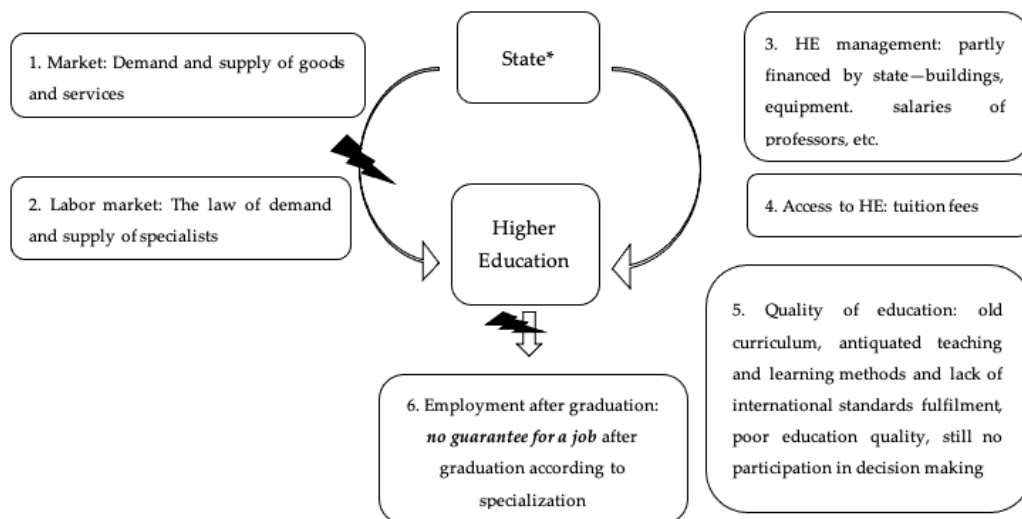 1. Market: Demand and supply of goods
and services
2. Labor market: The law of demand
and supply of specialists
State*
Higher
Education
3. HE management: partly
financed by state—buildings,
equipment. salaries of
professors, etc.
4. Access to HE: tuition fees
5. Quality of education: old
curriculum, antiquated teaching
and learning methods and lack of
international standards fulfilment,
poor education quality, still no
participation in decision making
6. Employment after graduation:
no guarantee for a job after
graduation according to
specialization